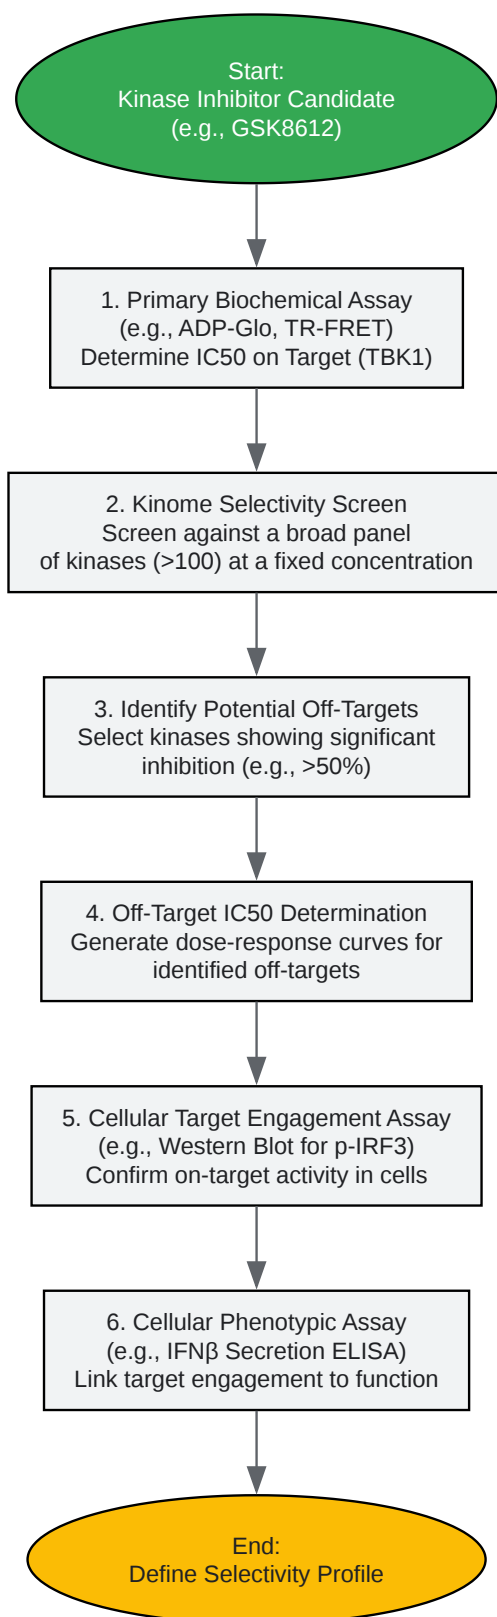 Start:
Kinase Inhibitor Candidate
(e.g., GSK8612)
1. Primary Biochemical Assay
(e.g., ADP-Glo, TR-FRET)
Determine IC50 on Target (TBK1)
2. Kinome Selectivity Screen
Screen against a broad panel
of kinases (>100) at a fixed concentration
3. Identify Potential Off-Targets
Select kinases showing significant
inhibition (e.g., >50%)
4. Off-Target IC50 Determination
Generate dose-response curves for
identified off-targets
5. Cellular Target Engagement Assay
(e.g., Western Blot for p-IRF3)
Confirm on-target activity in cells
6. Cellular Phenotypic Assay
(e.g., IFNβ Secretion ELISA)
Link target engagement to function
End:
Define Selectivity Profile